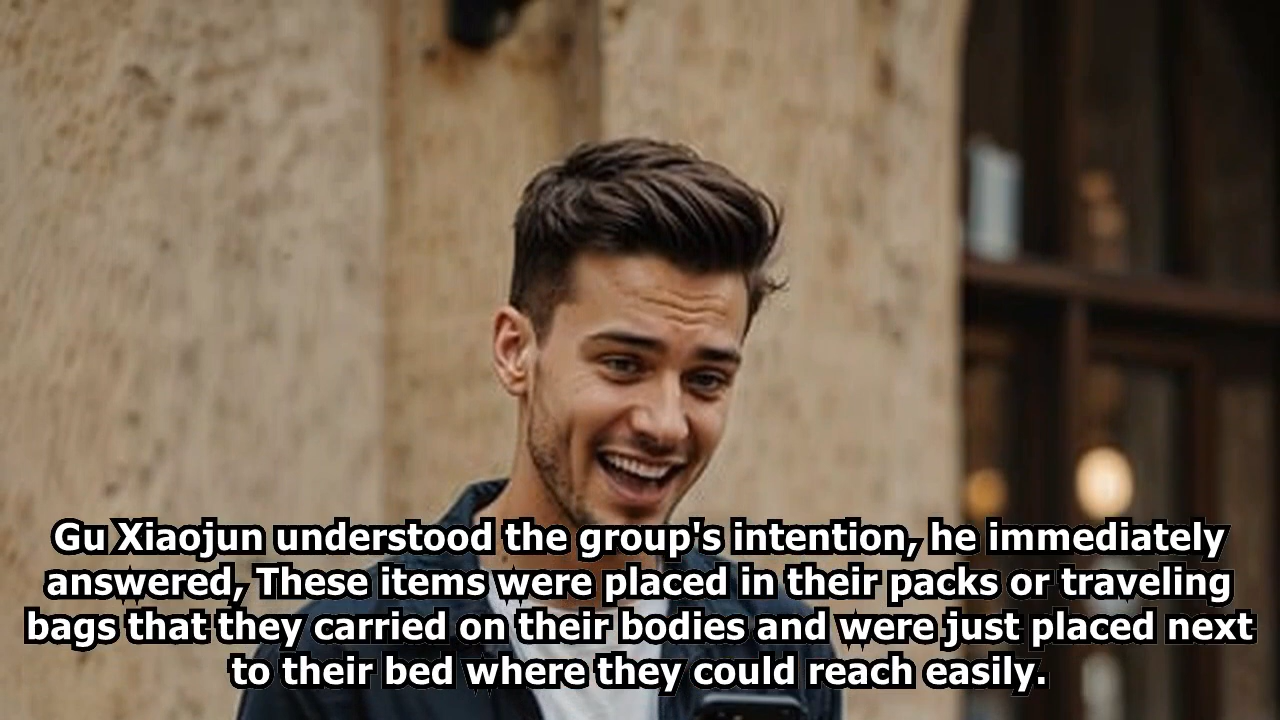 Gu Xiaojun understood the group's intention, he immediately
answered, These items were placed in their packs or traveling
bags that they carried on their bodies and were just placed next
to their bed where they could reach easily.